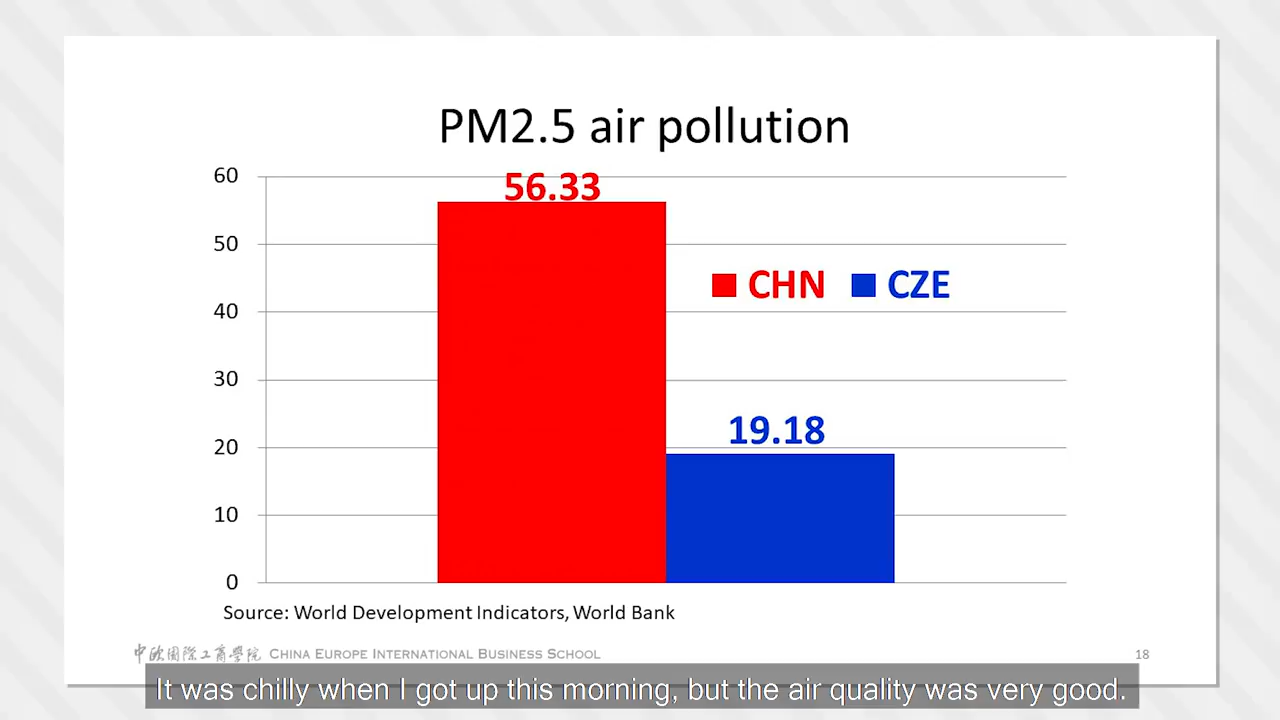 PM2.5 air pollution
60
56.33
50
CHN CZE
40
30
19.18
20
10
0
Source: World Development Indicators, World Bank
中欧國際工商學院 CHINA EUROPE INTERNATIONAL BUSINESS SCHOOL
18
It was chilly when I got up this morning, but the air quality was very good.